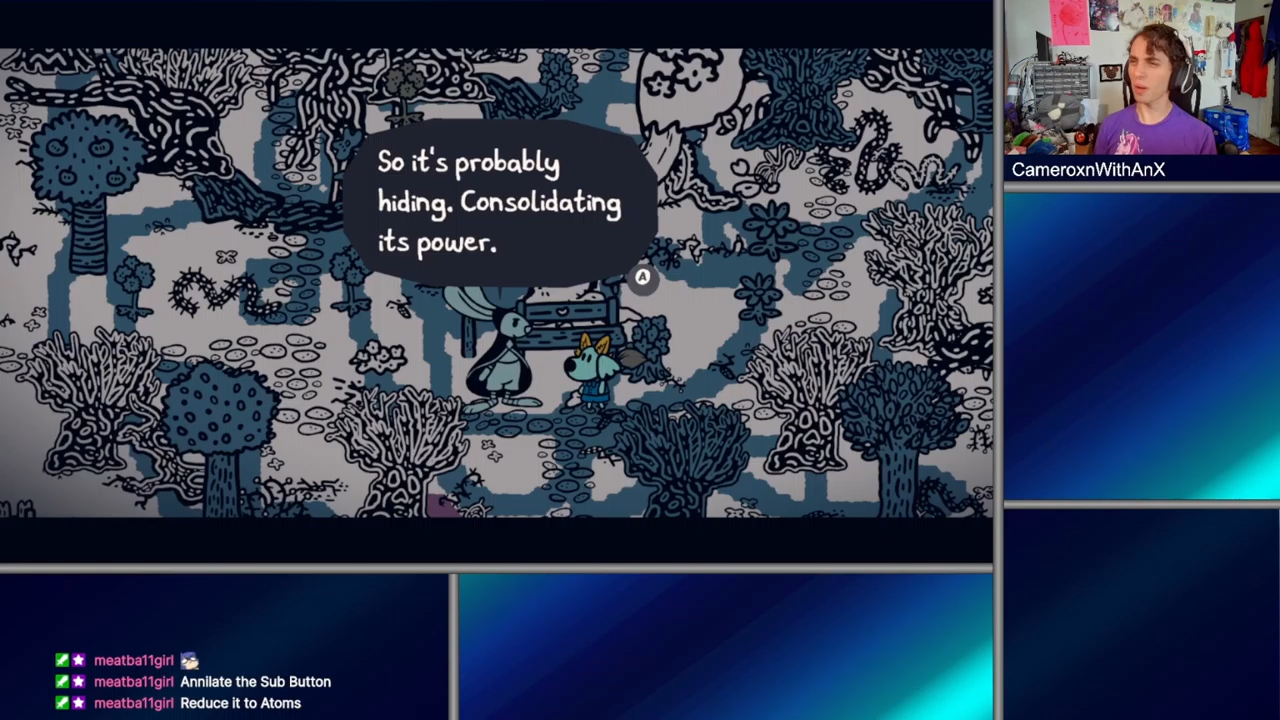 So it's probably
hiding. Consolidating
its power.
A
CameroxnWithAnX
meatba11girl
meatba11girl Annilate the Sub Button
meatba11girl Reduce it to Atoms